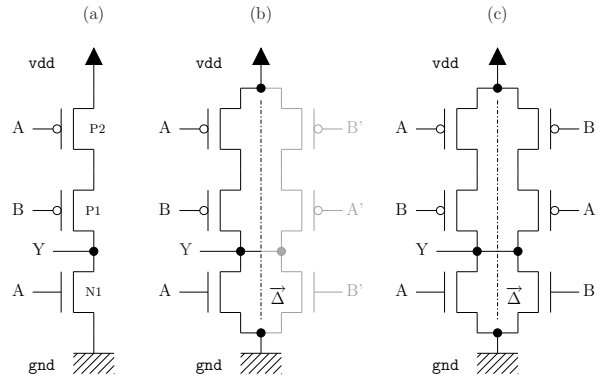 (a) (b) (c)
vdd vdd vdd
A P2 A B' A B
B P1 B A' B A
Y Y Y
A N1 A Δ B' A Δ B
gnd gnd gnd